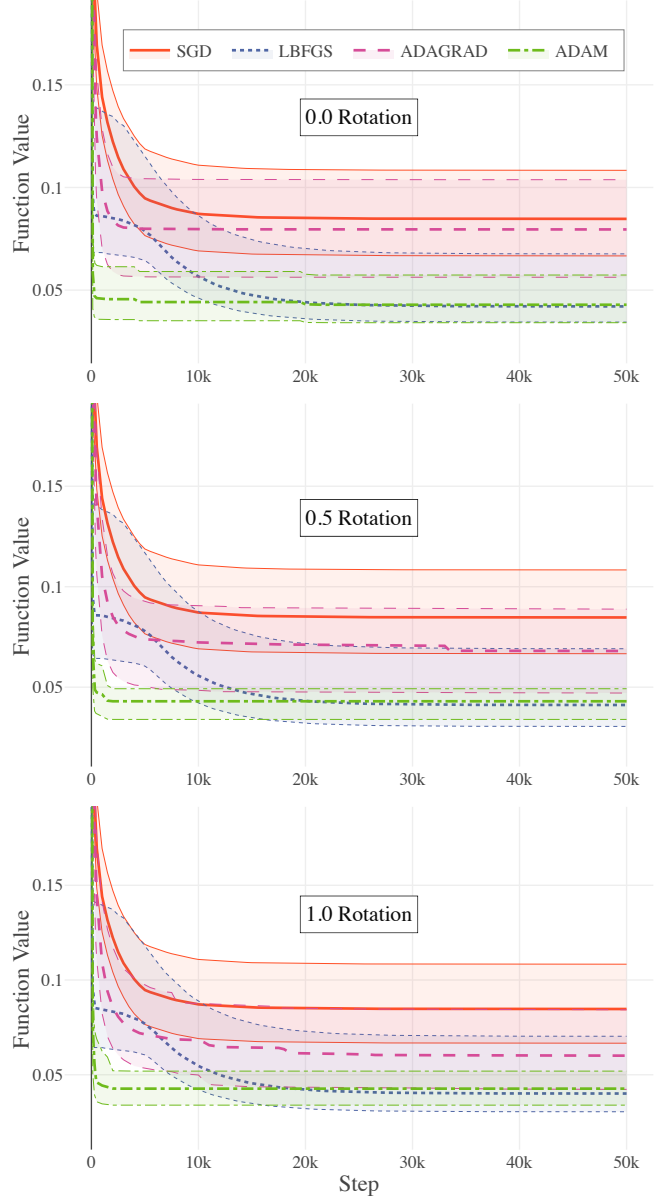 SGD LBFGS ADAGRAD ADAM
0.15
0.0 Rotation
Function Value
0.1
0.05
0 10k 20k 30k 40k 50k
0.15
0.5 Rotation
Function Value
0.1
0.05
0 10k 20k 30k 40k 50k
0.15
1.0 Rotation
Function Value
0.1
0.05
0 10k 20k 30k 40k 50k
Step